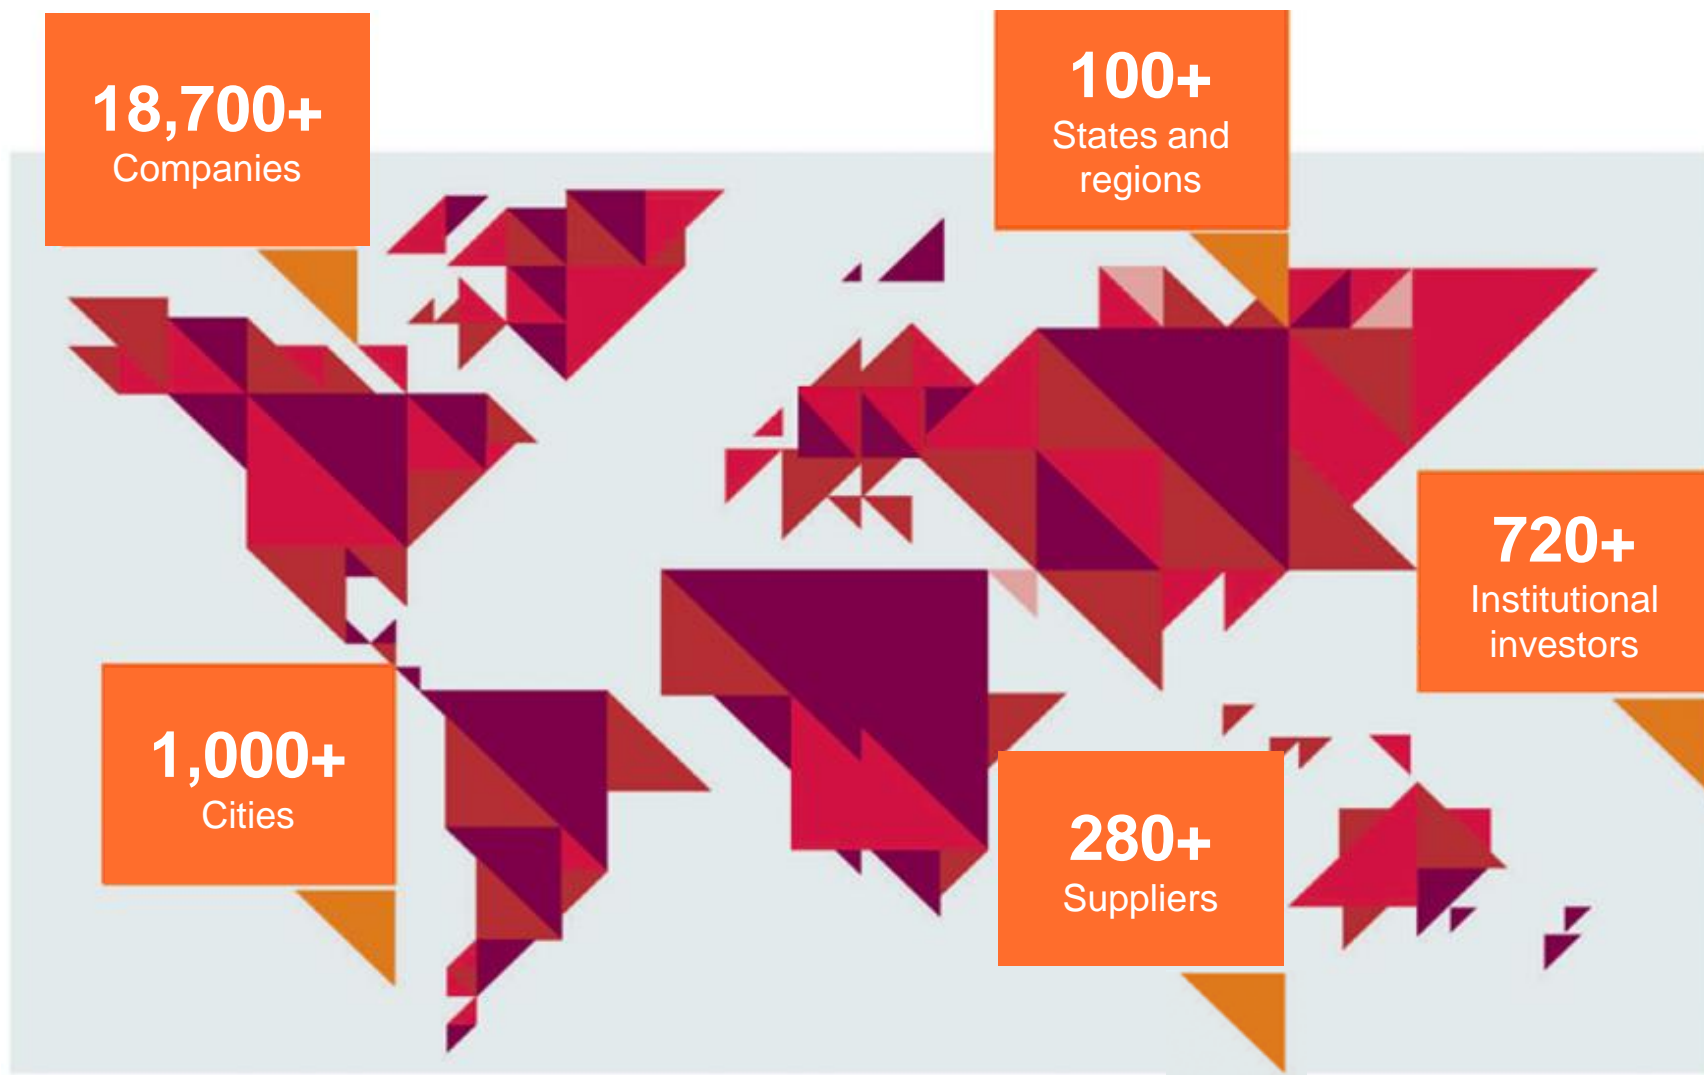 18,700+
Companies
100+
States and
regions
720+
Institutional
investors
1,000+
Cities
280+
Suppliers